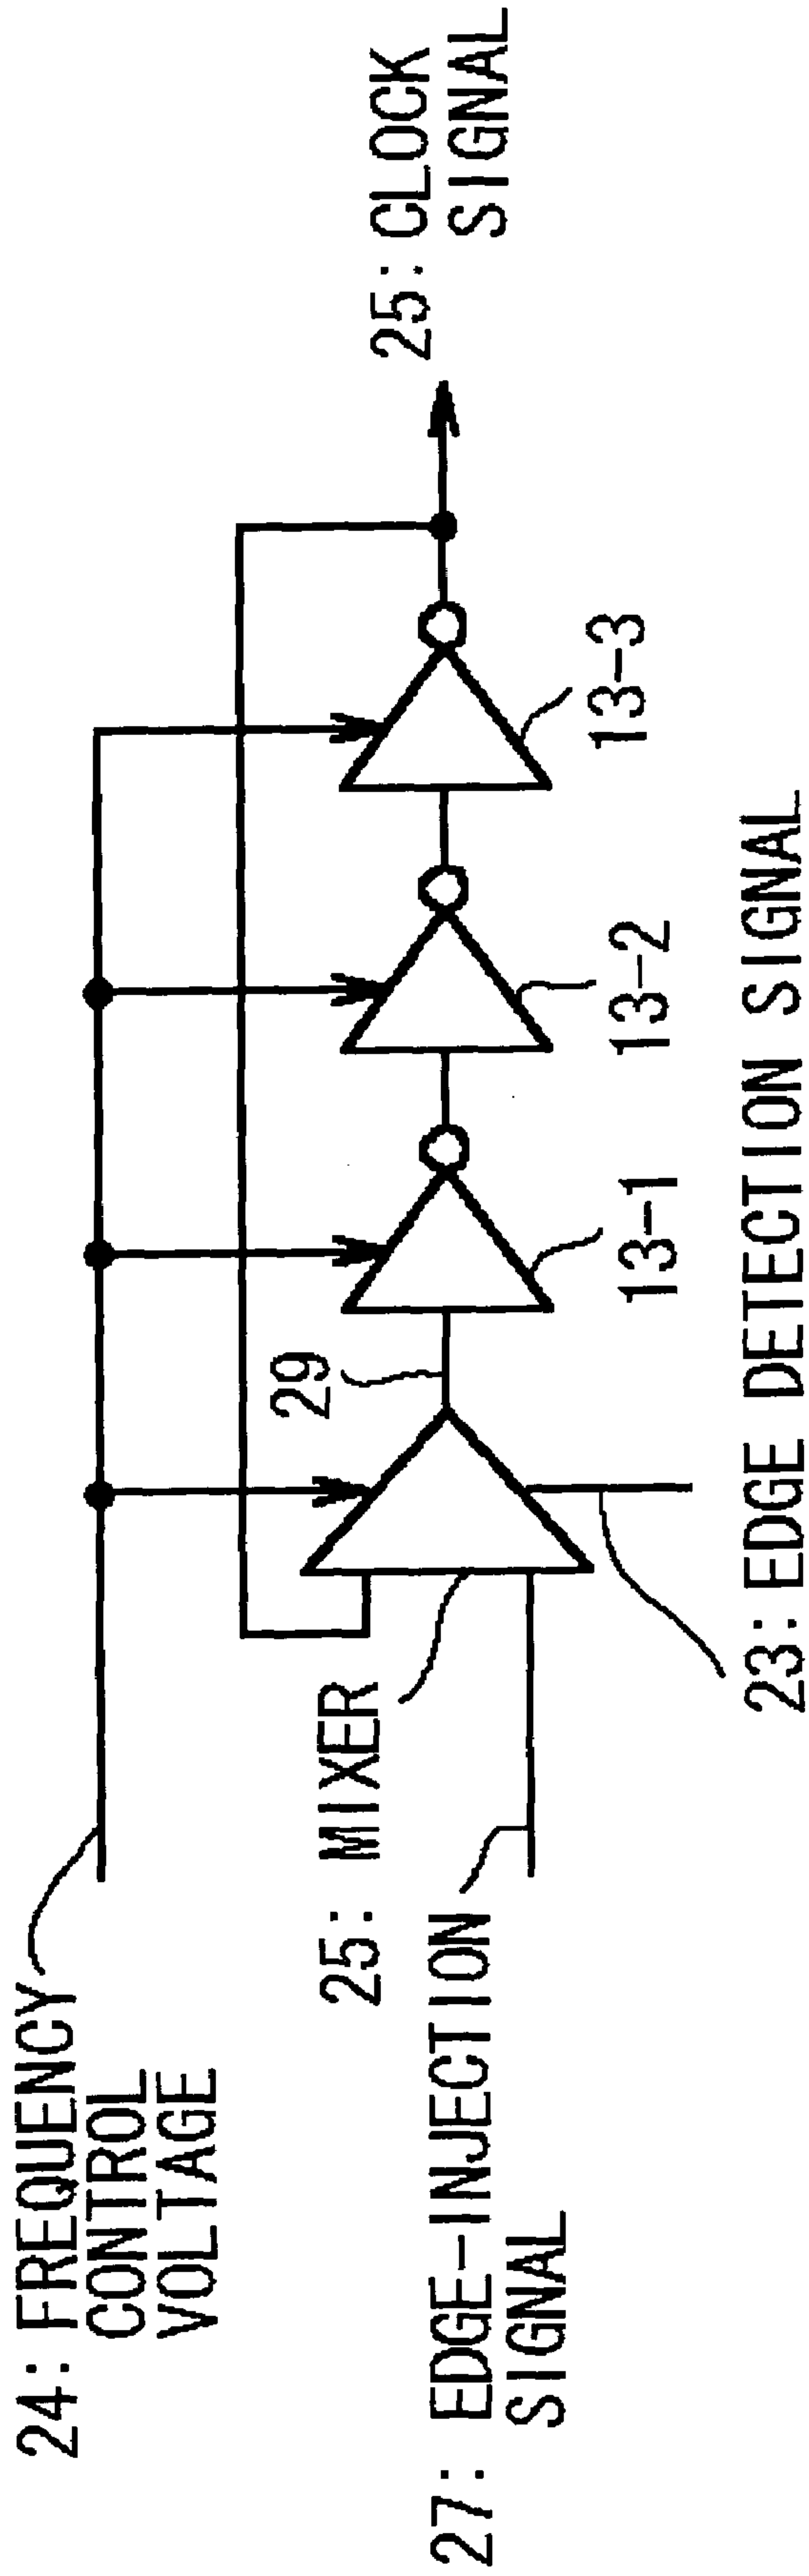 24: FREQUENCY
CONTROL
VOLTAGE
25: MIXER
27: EDGE-INJECTION
SIGNAL
29
13-1
13-2
13-3
23: EDGE DETECTION SIGNAL
25: CLOCK
SIGNAL